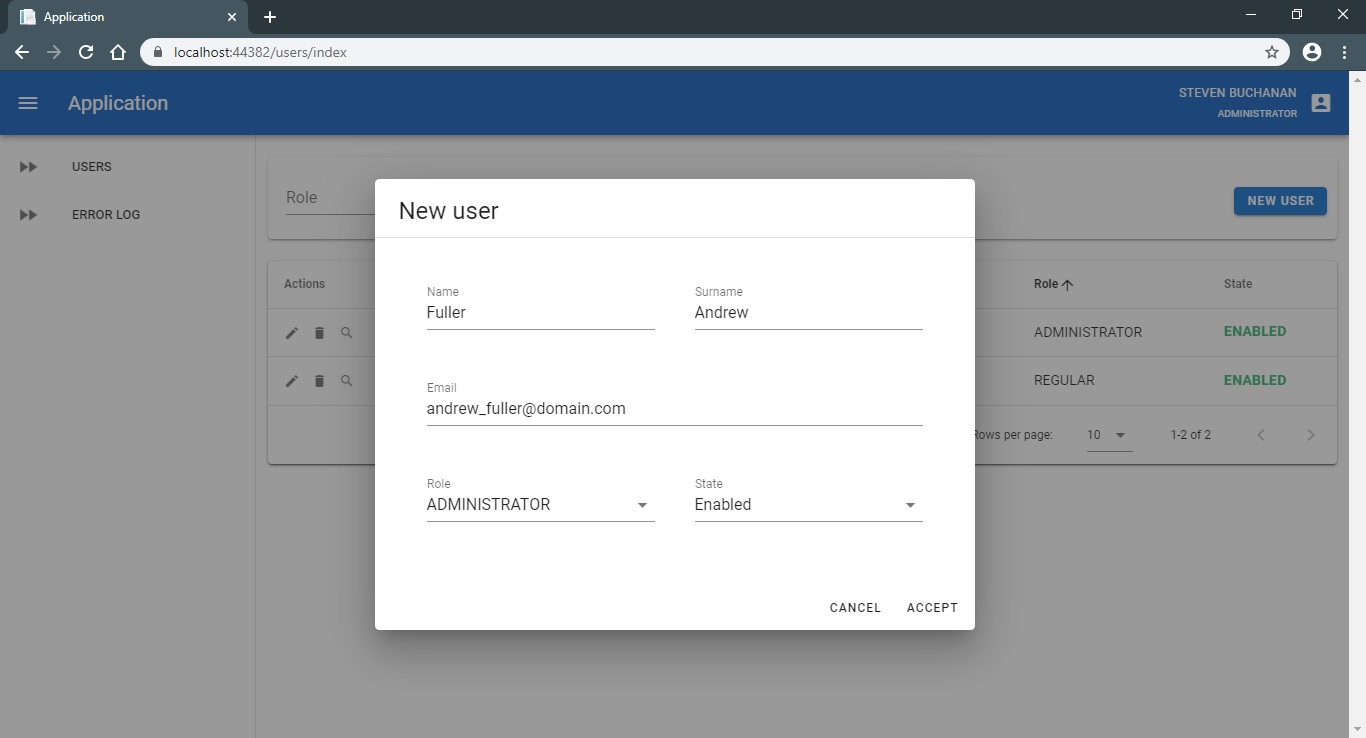 Application
localhost:44382/users/index
Application
STEVEN BUCHANAN
ADMINISTRATOR
USERS
ERROR LOG
Role
NEW USER
Actions
Role
State
ADMINISTRATOR
ENABLED
REGULAR
ENABLED
Rows per page:
10
1-2 of 2
New user
Name
Surname
Fuller
Andrew
Email
andrew_fuller@domain.com
Role
State
ADMINISTRATOR
Enabled
CANCEL
ACCEPT